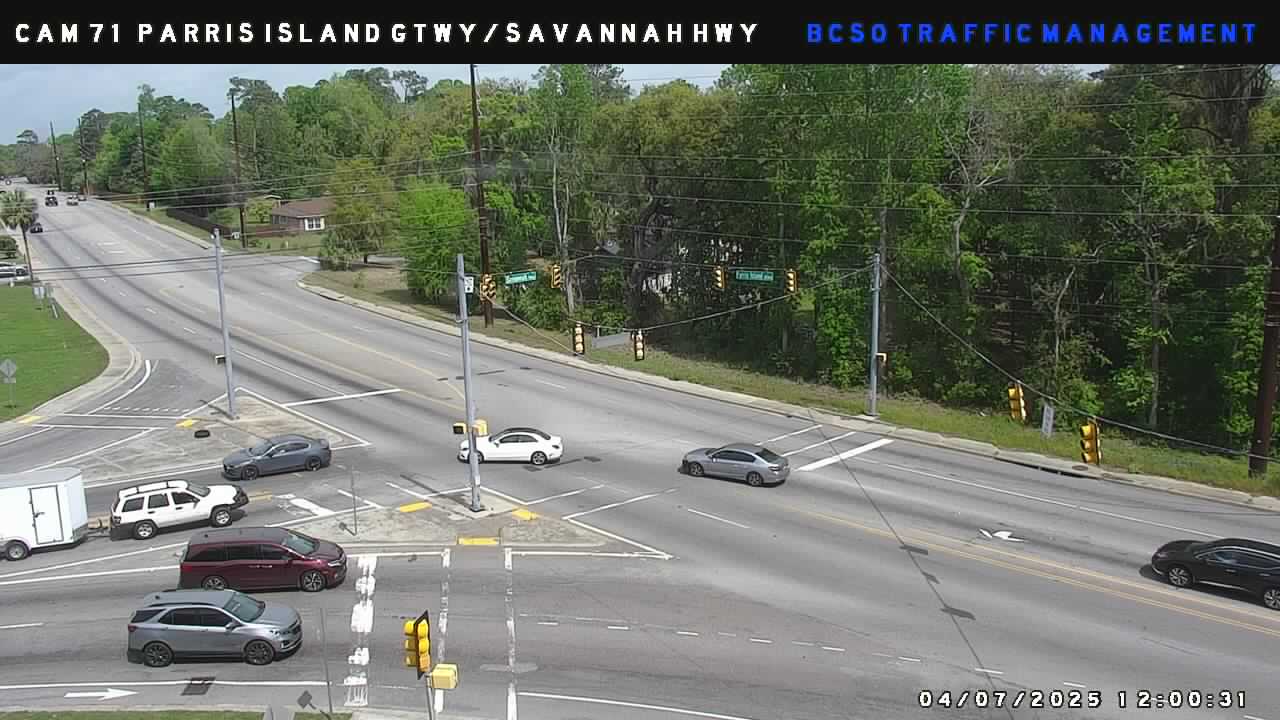 CAM 71 PARRIS ISLAND GTWY/SAVANNAH HWY
BCSO TRAFFIC MANAGEMENT
04/07/2025 12:00:31